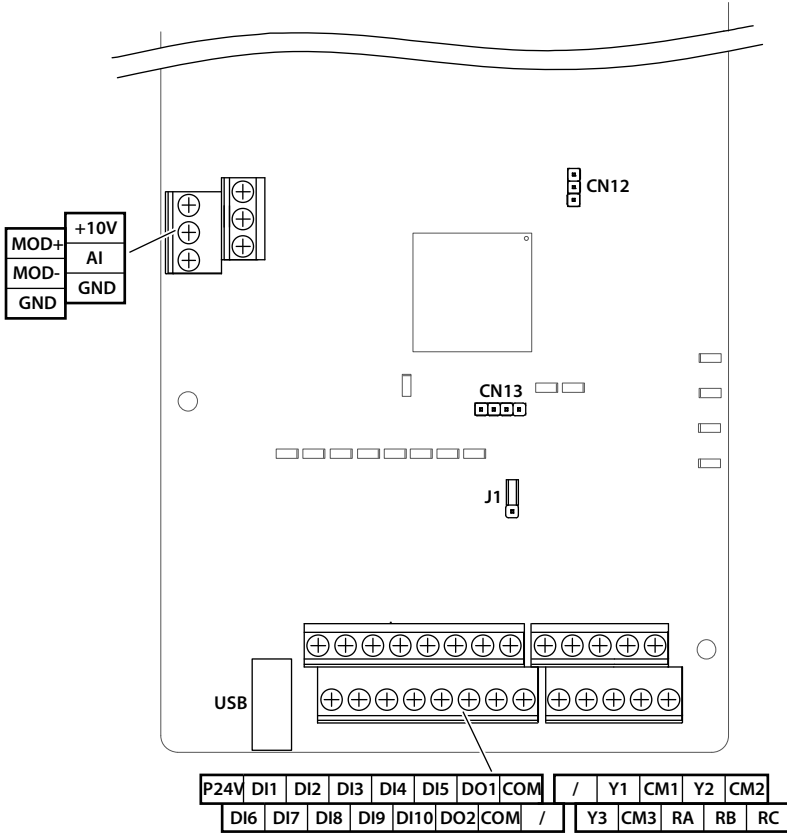 CN12
+10V
MOD+
AI
MOD-
GND
GND
CN13
J1
USB
P24V DI1 DI2 DI3 DI4 DI5 DO1 COM / Y1 CM1 Y2 CM2
DI6 DI7 DI8 DI9 DI10 DO2 COM / Y3 CM3 RA RB RC